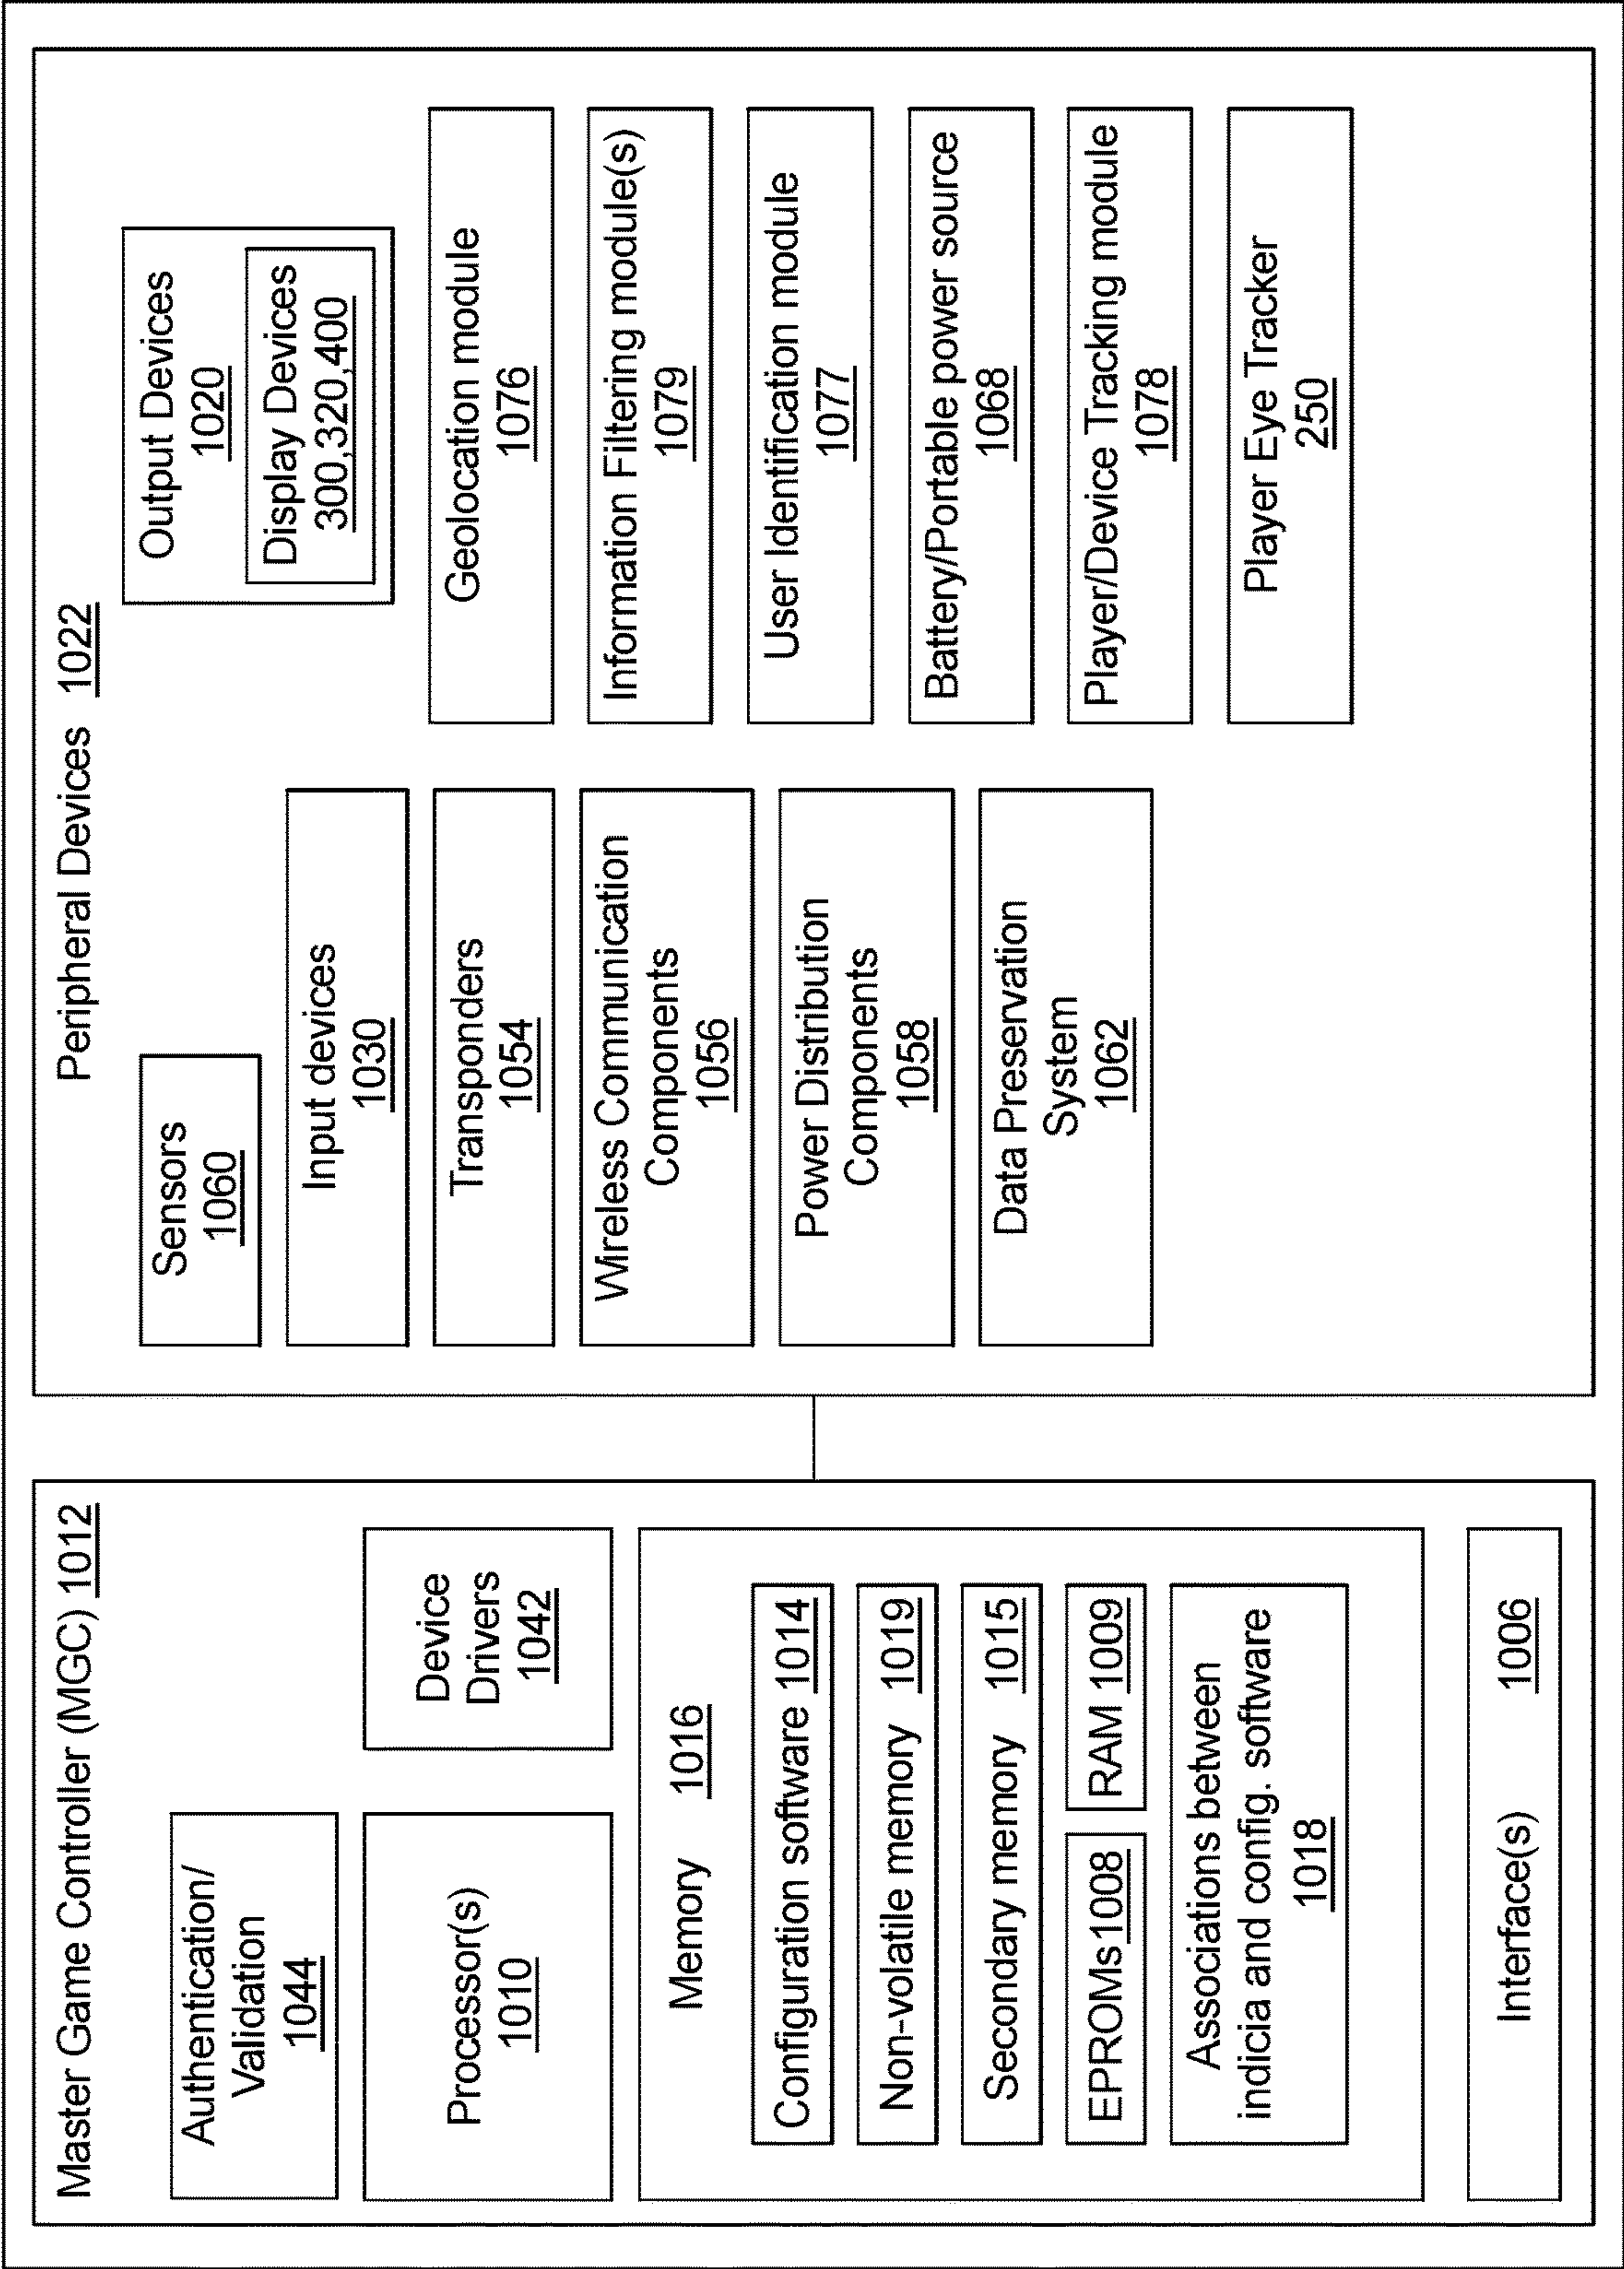 Master Game Controller (MGC) 1012
Authentication/
Validation
1044
Processor(s)
1010
Device
Drivers
1042
Memory 1016
Configuration software 1014
Non-volatile memory 1019
Secondary memory 1015
EPROMs1008
RAM 1009
Associations between
indicia and config. software
1018
Interface(s) 1006
Peripheral Devices 1022
Sensors
1060
Input devices
1030
Transponders
1054
Wireless Communication
Components
1056
Power Distribution
Components
1058
Data Preservation
System
1062
Output Devices
1020
Display Devices
300,320,400
Geolocation module
1076
Information Filtering module(s)
1079
User Identification module
1077
Battery/Portable power source
1068
Player/Device Tracking module
1078
Player Eye Tracker
250